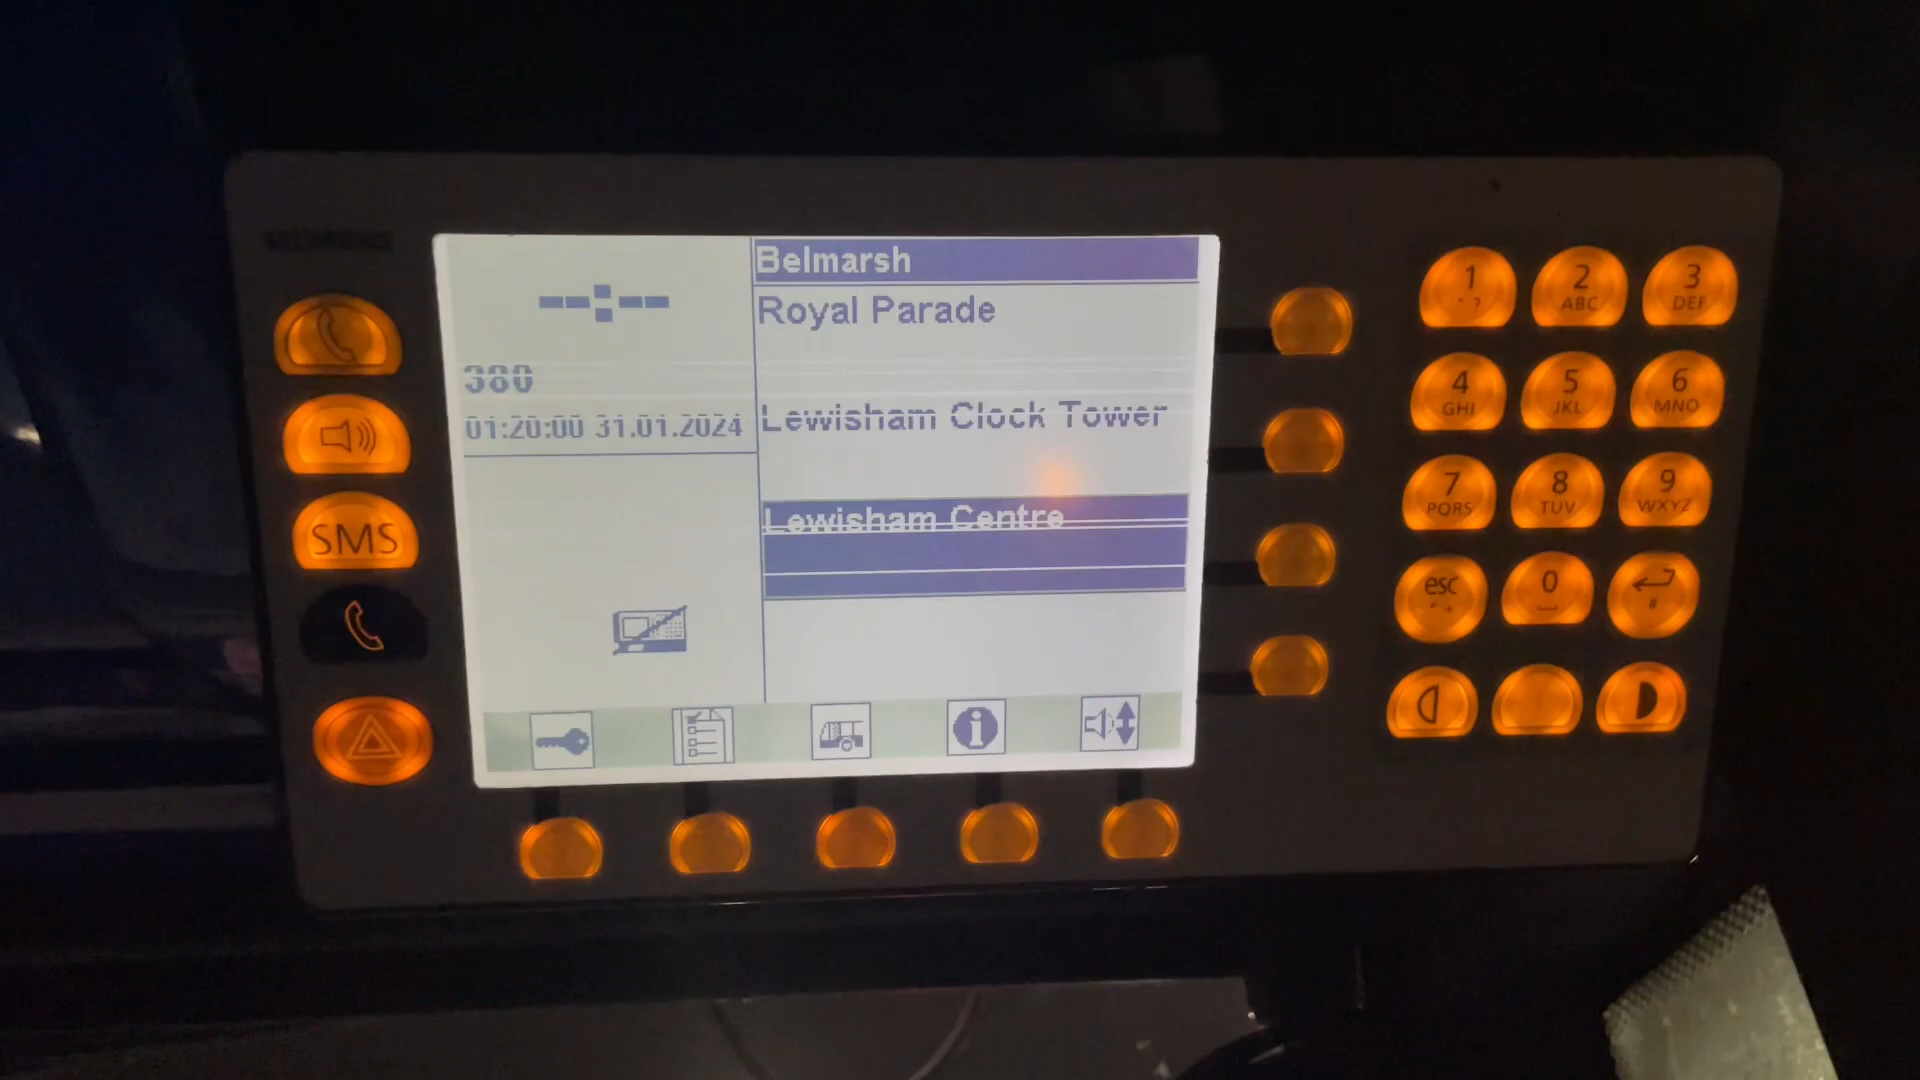 SIEMENS
Belmarsh
Royal Parade
380
01:20:00 31.01.2024
Lewisham Clock Tower
Lewisham Centre
SMS
1
2
ABC
3
DEF
4
GHI
5
JKL
6
MNO
7
PQRS
8
TUV
9
WXYZ
esc
* +
0
#
i